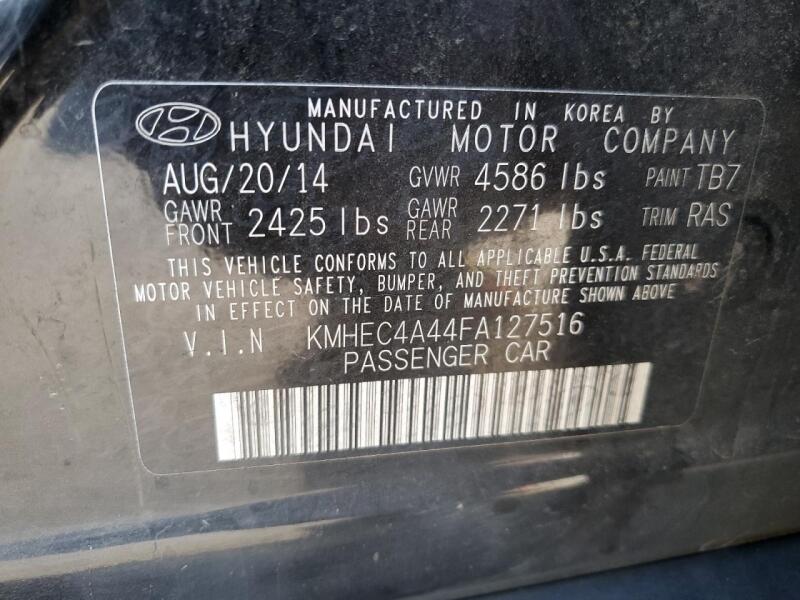 MANUFACTURED IN KOREA BY
HYUNDAI MOTOR COMPANY
AUG/20/14 GVWR 4586 lbs PAINT TB7
GAWR FRONT 2425 lbs GAWR REAR 2271 lbs TRIM RAS
THIS VEHICLE CONFORMS TO ALL APPLICABLE U.S.A. FEDERAL
MOTOR VEHICLE SAFETY, BUMPER, AND THEFT PREVENTION STANDARDS
IN EFFECT ON THE DATE OF MANUFACTURE SHOWN ABOVE
V.I.N KMHEC4A44FA127516
PASSENGER CAR